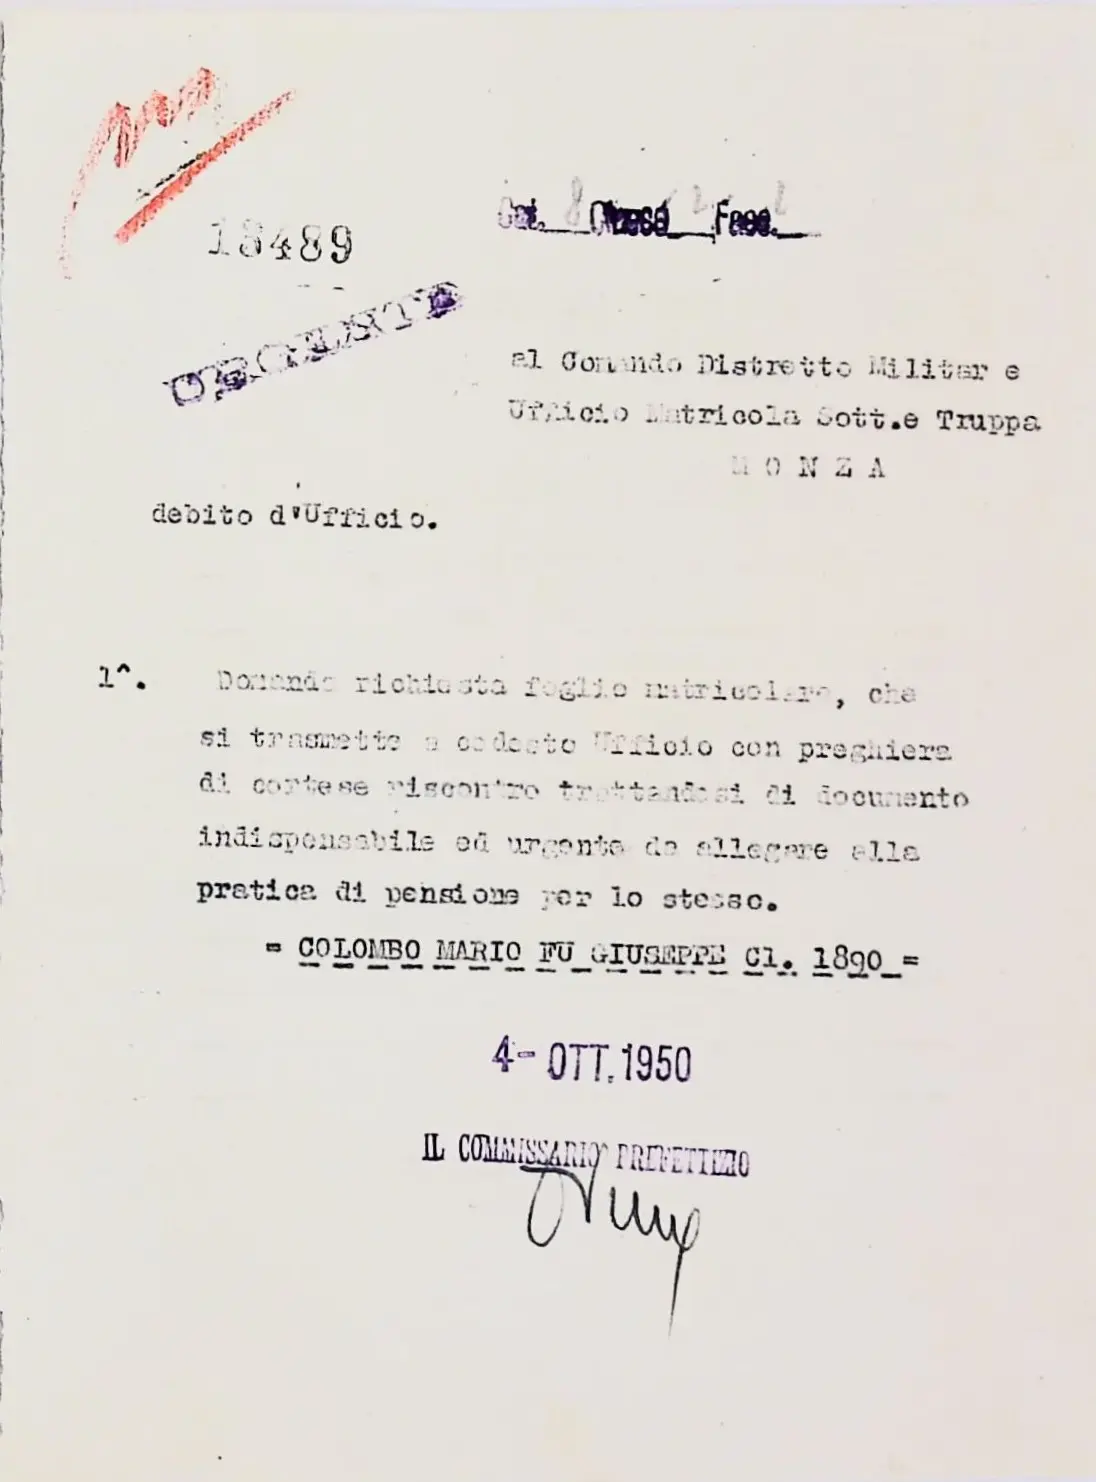 13489
Cat. 8 Classe Fasc.
URGENTE
al Comando Distretto Militar e
Ufficio Matricola Sott.e Truppa
M O N Z A
debito d'Ufficio.
1^. Domanda richiesta foglio matricolare, che
si trasmette a codesto Ufficio con preghiera
di cortese riscontro trattandosi di documento
indispensabile ed urgente da allegare alla
pratica di pensione per lo stesso.
= COLOMBO MARIO FU GIUSEPPE Cl. 1890 =
4- OTT. 1950
IL COMMISSARIO PREFETTIZIO